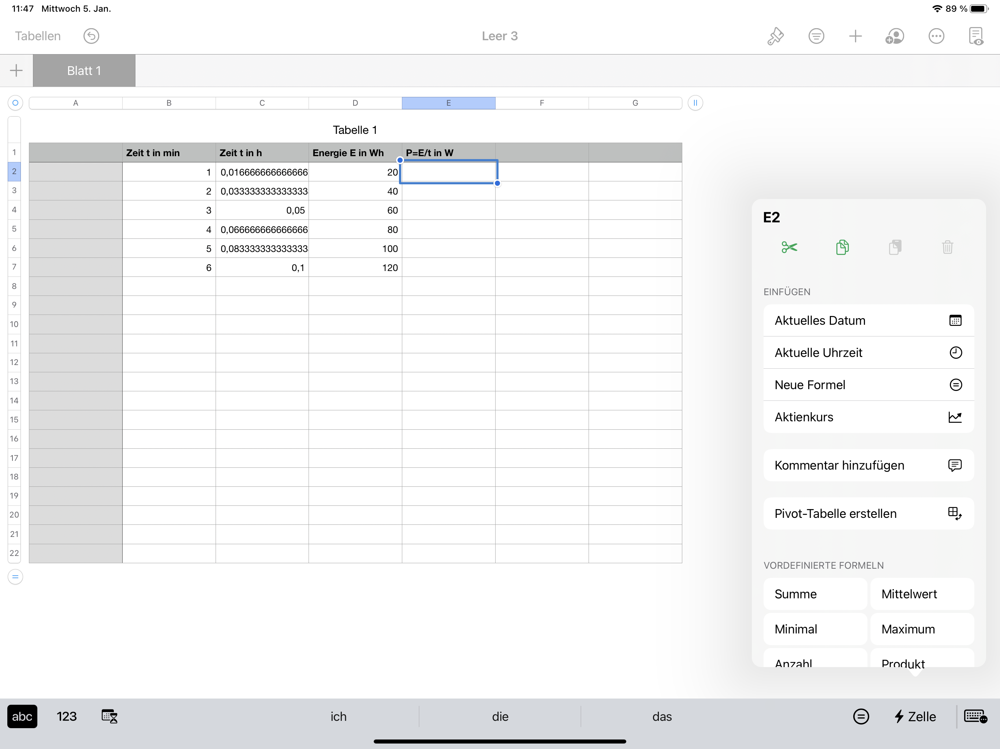 11:47 Mittwoch 5. Jan. 89 %
Tabellen Leer 3
Blatt 1
A B C D E F G
Tabelle 1
1 Zeit t in min Zeit t in h Energie E in Wh P=E/t in W
2 1 0,016666666666666 20
3 2 0,033333333333333 40
4 3 0,05 60
5 4 0,066666666666666 80
6 5 0,083333333333333 100
7 6 0,1 120
8
9
10
11
12
13
14
15
16
17
18
19
20
21
22
E2
EINFÜGEN
Aktuelles Datum
Aktuelle Uhrzeit
Neue Formel
Aktienkurs
Kommentar hinzufügen
Pivot-Tabelle erstellen
VORDEFINIERTE FORMELN
Summe Mittelwert
Minimal Maximum
Anzahl Produkt
abc 123 ich die das Zelle